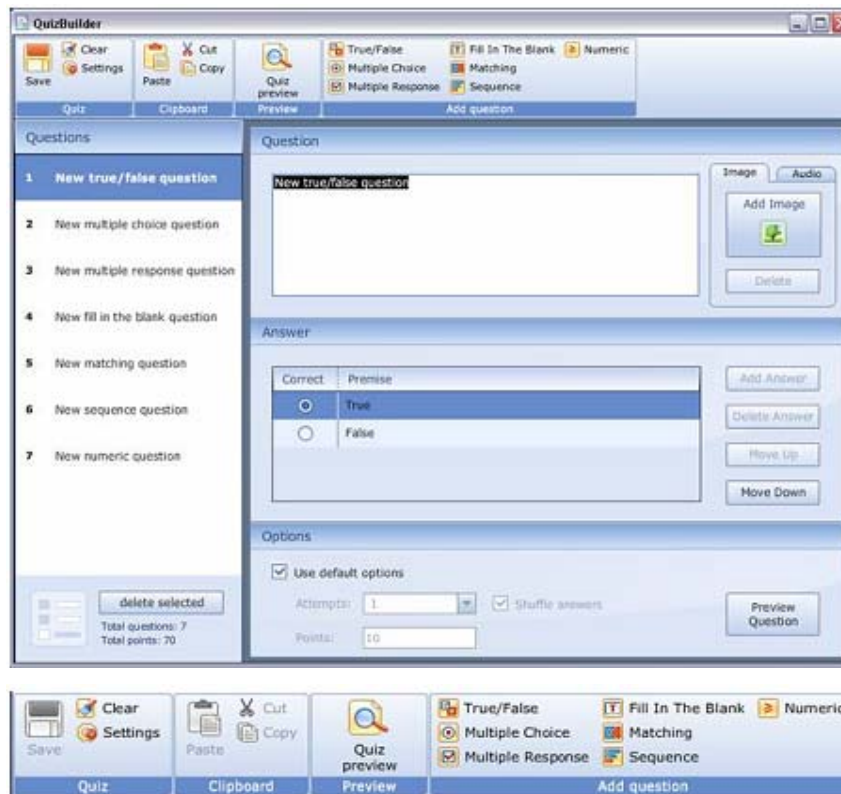 QuizBuilder
Save
Clear
Settings
Quiz
Paste
Cut
Copy
Clipboard
Quiz
preview
Preview
True/False
Multiple Choice
Multiple Response
Fill In The Blank
Matching
Sequence
Numeric
Add question
Questions
1 New true/false question
2 New multiple choice question
3 New multiple response question
4 New fill in the blank question
5 New matching question
6 New sequence question
7 New numeric question
delete selected
Total questions: 7
Total points: 70
Question
New true/false question
Image
Audio
Add Image
Delete
Answer
Correct Premise
True
False
Add Answer
Delete Answer
Move Up
Move Down
Options
Use default options
Attempts: 1
Shuffle answers
Points: 10
Preview
Question
Save
Clear
Settings
Quiz
Paste
Cut
Copy
Clipboard
Quiz
preview
Preview
True/False
Multiple Choice
Multiple Response
Fill In The Blank
Matching
Sequence
Numeric
Add question